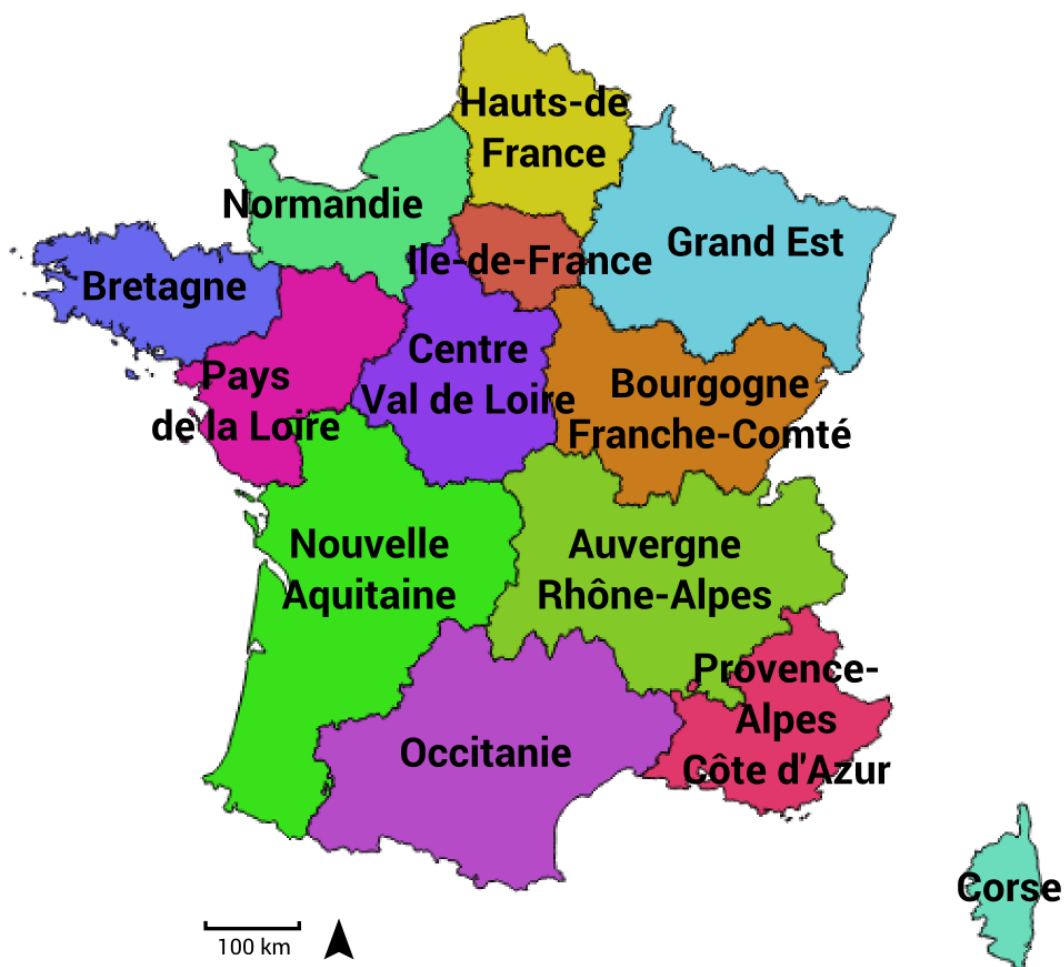 Hauts-de
France
Normandie
Ile-de-France
Grand Est
Bretagne
Centre
Val de Loire
Pays
de la Loire
Bourgogne
Franche-Comté
Nouvelle
Aquitaine
Auvergne
Rhône-Alpes
Provence-
Alpes
Côte d'Azur
Occitanie
Corse
100 km